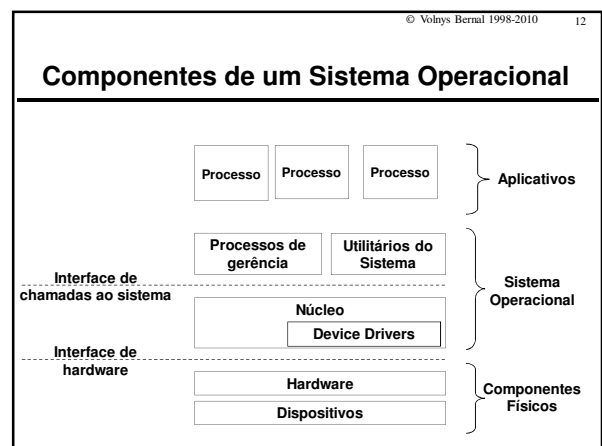 © Volnys Bernal 1998-2010 12
Componentes de um Sistema Operacional
Processo
Processo
Processo
Aplicativos
Processos de
gerência
Utilitários do
Sistema
Interface de
chamadas ao sistema
Sistema
Operacional
Núcleo
Device Drivers
Interface de
hardware
Hardware
Dispositivos
Componentes
Físicos